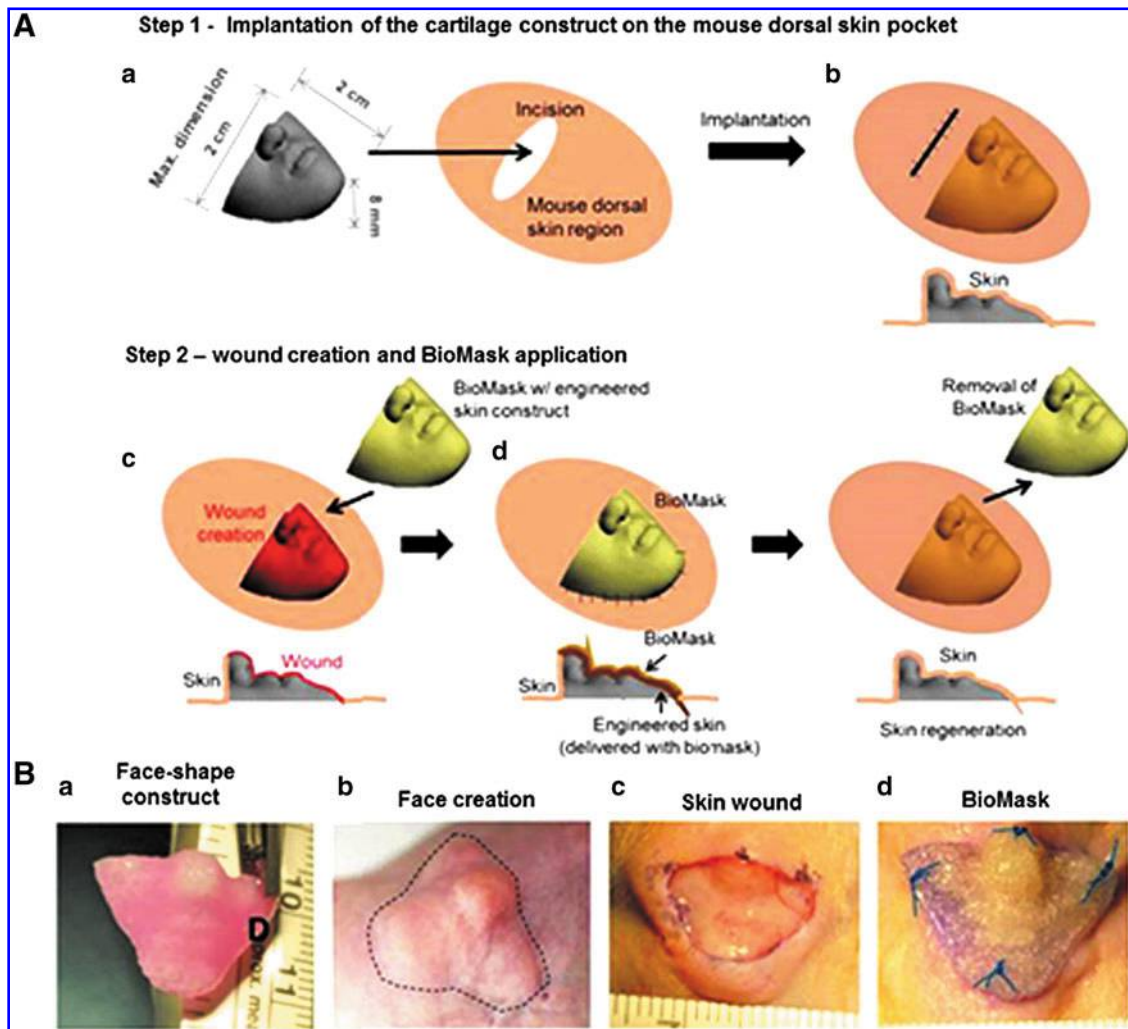 A
Step 1 - Implantation of the cartilage construct on the mouse dorsal skin pocket
a
Max. dimension
2 cm
2 cm
8 mm
Incision
Mouse dorsal
skin region
Implantation
b
Skin
Step 2 – wound creation and BioMask application
BioMask w/ engineered
skin construct
Removal of
BioMask
c
Wound
creation
d
BioMask
Skin
Wound
Skin
BioMask
Engineered skin
(delivered with biomask)
Skin
Skin regeneration
B
a
Face-shape
construct
b
Face creation
c
Skin wound
d
BioMask
D
10
11
1